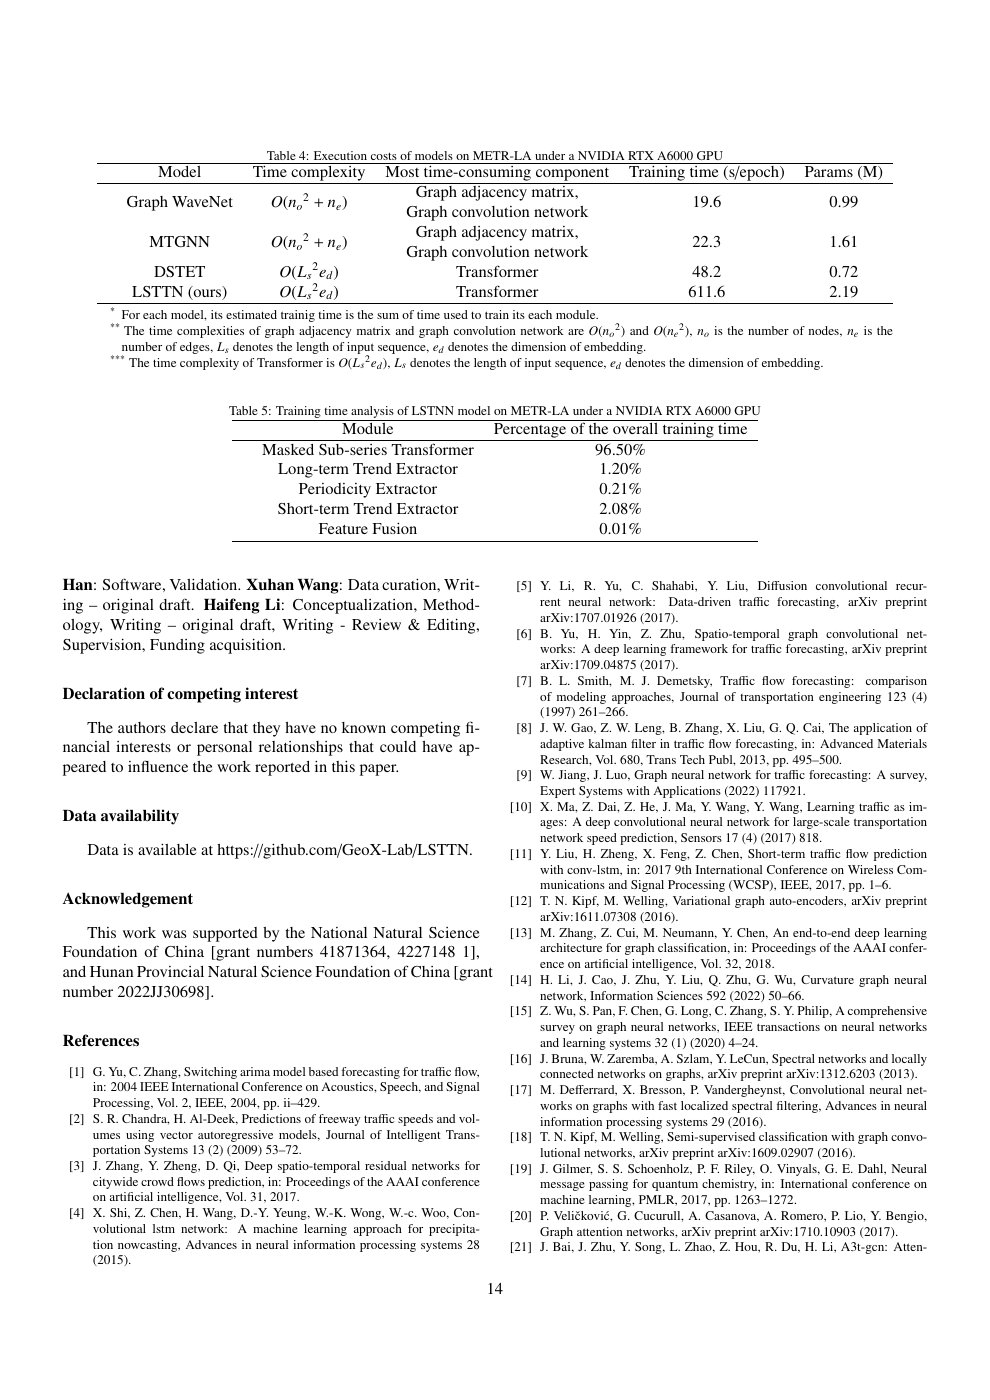 Table 4: Execution costs of models on METR-LA under a NVIDIA RTX A6000 GPU
Model Time complexity Most time-consuming component Training time (s/epoch) Params (M)
Graph WaveNet O(nₒ² + nₑ) Graph adjacency matrix, 19.6 0.99
Graph convolution network
MTGNN O(nₒ² + nₑ) Graph adjacency matrix, 22.3 1.61
Graph convolution network
DSTET O(Lₛ²e_d) Transformer 48.2 0.72
LSTTN (ours) O(Lₛ²e_d) Transformer 611.6 2.19
* For each model, its estimated trainig time is the sum of time used to train its each module.
** The time complexities of graph adjacency matrix and graph convolution network are O(nₒ²) and O(nₑ²), nₒ is the number of nodes, nₑ is the
number of edges, Lₛ denotes the length of input sequence, e_d denotes the dimension of embedding.
*** The time complexity of Transformer is O(Lₛ²e_d), Lₛ denotes the length of input sequence, e_d denotes the dimension of embedding.
Table 5: Training time analysis of LSTNN model on METR-LA under a NVIDIA RTX A6000 GPU
Module Percentage of the overall training time
Masked Sub-series Transformer 96.50%
Long-term Trend Extractor 1.20%
Periodicity Extractor 0.21%
Short-term Trend Extractor 2.08%
Feature Fusion 0.01%
Han: Software, Validation. Xuhan Wang: Data curation, Writ-
ing – original draft. Haifeng Li: Conceptualization, Method-
ology, Writing – original draft, Writing - Review & Editing,
Supervision, Funding acquisition.
Declaration of competing interest
The authors declare that they have no known competing fi-
nancial interests or personal relationships that could have ap-
peared to influence the work reported in this paper.
Data availability
Data is available at https://github.com/GeoX-Lab/LSTTN.
Acknowledgement
This work was supported by the National Natural Science
Foundation of China [grant numbers 41871364, 4227148 1],
and Hunan Provincial Natural Science Foundation of China [grant
number 2022JJ30698].
References
[1] G. Yu, C. Zhang, Switching arima model based forecasting for traffic flow,
in: 2004 IEEE International Conference on Acoustics, Speech, and Signal
Processing, Vol. 2, IEEE, 2004, pp. ii–429.
[2] S. R. Chandra, H. Al-Deek, Predictions of freeway traffic speeds and vol-
umes using vector autoregressive models, Journal of Intelligent Trans-
portation Systems 13 (2) (2009) 53–72.
[3] J. Zhang, Y. Zheng, D. Qi, Deep spatio-temporal residual networks for
citywide crowd flows prediction, in: Proceedings of the AAAI conference
on artificial intelligence, Vol. 31, 2017.
[4] X. Shi, Z. Chen, H. Wang, D.-Y. Yeung, W.-K. Wong, W.-c. Woo, Con-
volutional lstm network: A machine learning approach for precipita-
tion nowcasting, Advances in neural information processing systems 28
(2015).
[5] Y. Li, R. Yu, C. Shahabi, Y. Liu, Diffusion convolutional recur-
rent neural network: Data-driven traffic forecasting, arXiv preprint
arXiv:1707.01926 (2017).
[6] B. Yu, H. Yin, Z. Zhu, Spatio-temporal graph convolutional net-
works: A deep learning framework for traffic forecasting, arXiv preprint
arXiv:1709.04875 (2017).
[7] B. L. Smith, M. J. Demetsky, Traffic flow forecasting: comparison
of modeling approaches, Journal of transportation engineering 123 (4)
(1997) 261–266.
[8] J. W. Gao, Z. W. Leng, B. Zhang, X. Liu, G. Q. Cai, The application of
adaptive kalman filter in traffic flow forecasting, in: Advanced Materials
Research, Vol. 680, Trans Tech Publ, 2013, pp. 495–500.
[9] W. Jiang, J. Luo, Graph neural network for traffic forecasting: A survey,
Expert Systems with Applications (2022) 117921.
[10] X. Ma, Z. Dai, Z. He, J. Ma, Y. Wang, Y. Wang, Learning traffic as im-
ages: A deep convolutional neural network for large-scale transportation
network speed prediction, Sensors 17 (4) (2017) 818.
[11] Y. Liu, H. Zheng, X. Feng, Z. Chen, Short-term traffic flow prediction
with conv-lstm, in: 2017 9th International Conference on Wireless Com-
munications and Signal Processing (WCSP), IEEE, 2017, pp. 1–6.
[12] T. N. Kipf, M. Welling, Variational graph auto-encoders, arXiv preprint
arXiv:1611.07308 (2016).
[13] M. Zhang, Z. Cui, M. Neumann, Y. Chen, An end-to-end deep learning
architecture for graph classification, in: Proceedings of the AAAI confer-
ence on artificial intelligence, Vol. 32, 2018.
[14] H. Li, J. Cao, J. Zhu, Y. Liu, Q. Zhu, G. Wu, Curvature graph neural
network, Information Sciences 592 (2022) 50–66.
[15] Z. Wu, S. Pan, F. Chen, G. Long, C. Zhang, S. Y. Philip, A comprehensive
survey on graph neural networks, IEEE transactions on neural networks
and learning systems 32 (1) (2020) 4–24.
[16] J. Bruna, W. Zaremba, A. Szlam, Y. LeCun, Spectral networks and locally
connected networks on graphs, arXiv preprint arXiv:1312.6203 (2013).
[17] M. Defferrard, X. Bresson, P. Vandergheynst, Convolutional neural net-
works on graphs with fast localized spectral filtering, Advances in neural
information processing systems 29 (2016).
[18] T. N. Kipf, M. Welling, Semi-supervised classification with graph convo-
lutional networks, arXiv preprint arXiv:1609.02907 (2016).
[19] J. Gilmer, S. S. Schoenholz, P. F. Riley, O. Vinyals, G. E. Dahl, Neural
message passing for quantum chemistry, in: International conference on
machine learning, PMLR, 2017, pp. 1263–1272.
[20] P. Veličković, G. Cucurull, A. Casanova, A. Romero, P. Lio, Y. Bengio,
Graph attention networks, arXiv preprint arXiv:1710.10903 (2017).
[21] J. Bai, J. Zhu, Y. Song, L. Zhao, Z. Hou, R. Du, H. Li, A3t-gcn: Atten-
14